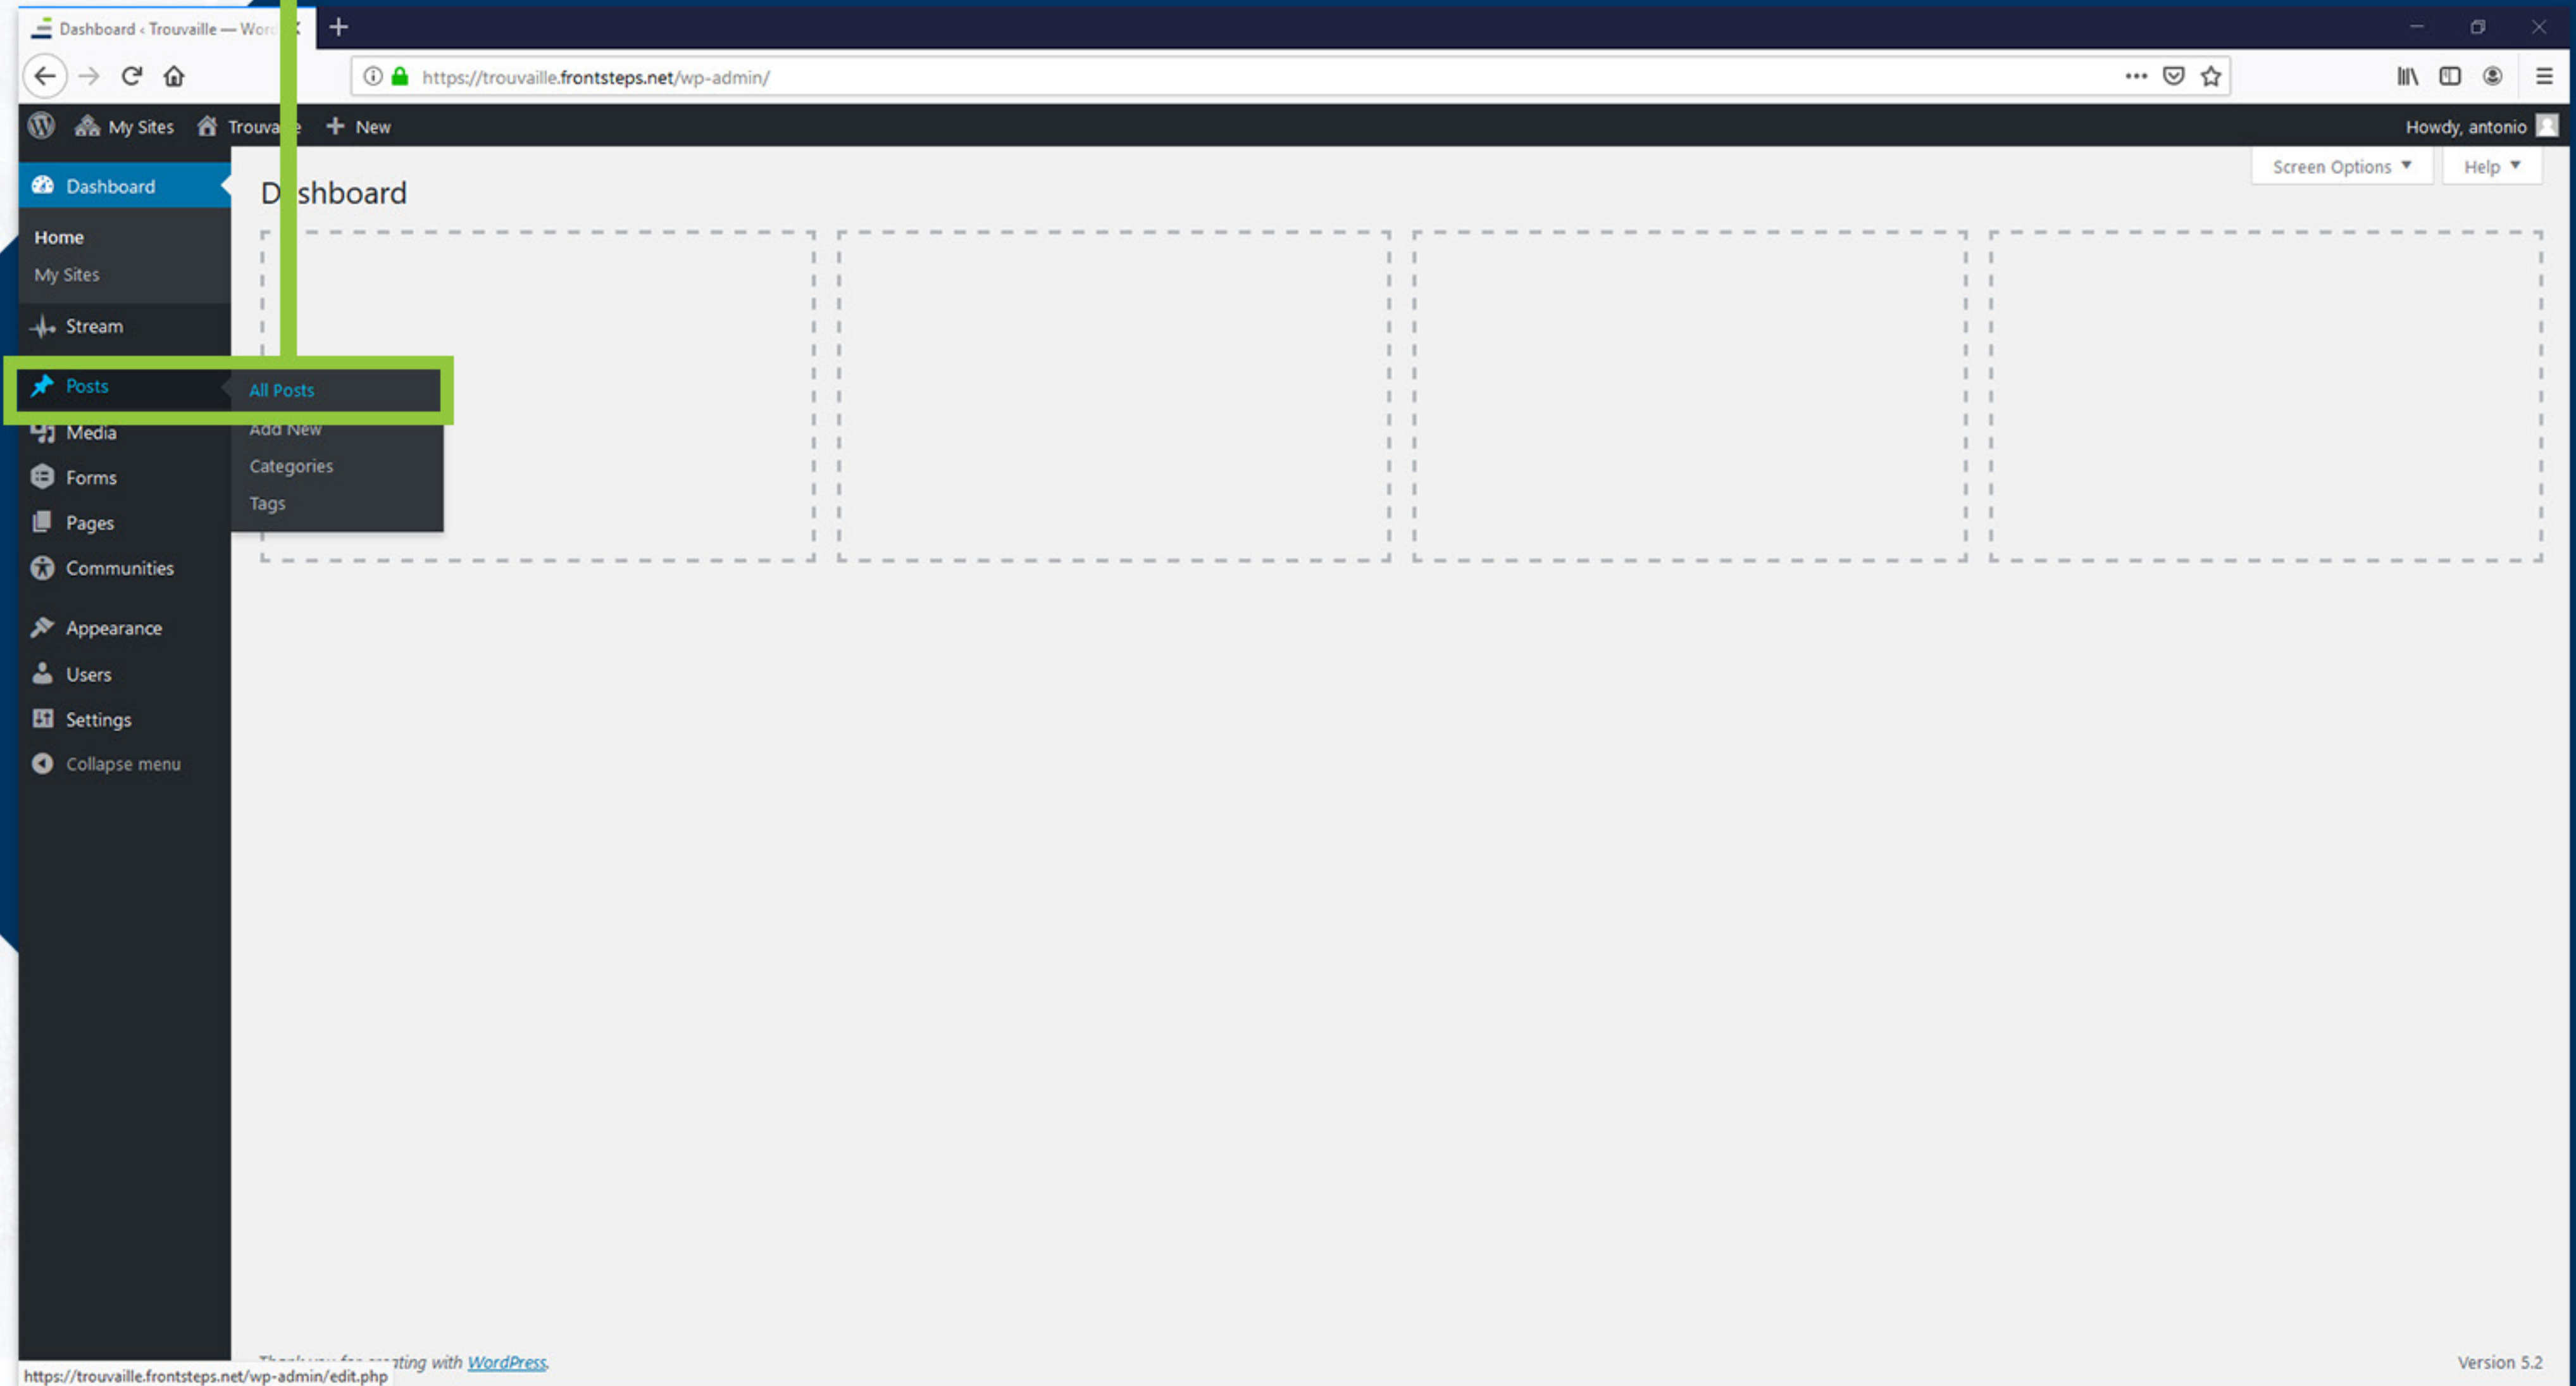 Dashboard ‹ Trouvaille — Wor
https://trouvaille.frontsteps.net/wp-admin/
My Sites
New
Howdy, antonio
Screen Options
Help
Dashboard
Home
My Sites
Stream
Posts
All Posts
Add New
Categories
Tags
Media
Forms
Pages
Communities
Appearance
Users
Settings
Collapse menu
with WordPress.
Version 5.2
https://trouvaille.frontsteps.net/wp-admin/edit.php